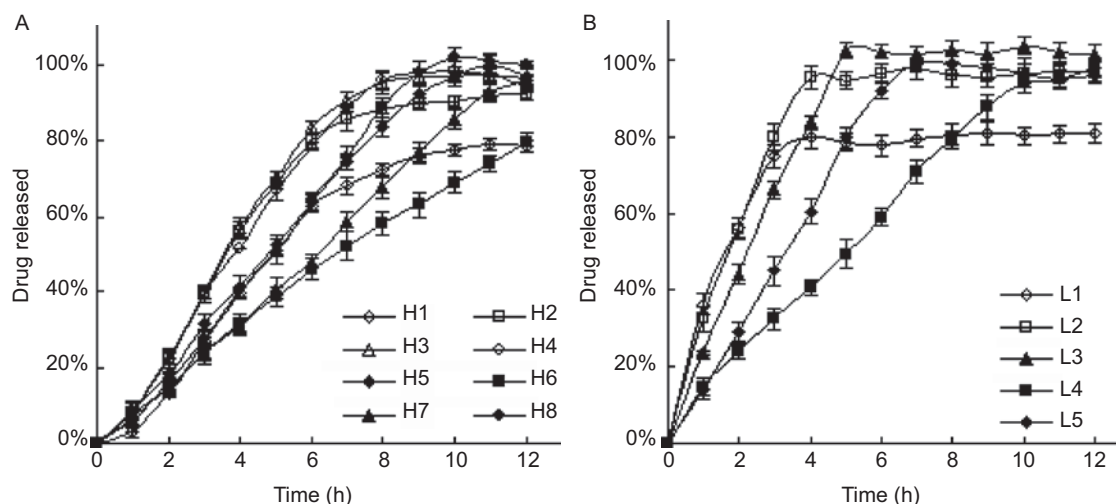 A
Drug released
100%
80%
60%
40%
20%
0%
0 2 4 6 8 10 12
Time (h)
H1 H2
H3 H4
H5 H6
H7 H8
B
Drug released
100%
80%
60%
40%
20%
0%
0 2 4 6 8 10 12
Time (h)
L1
L2
L3
L4
L5